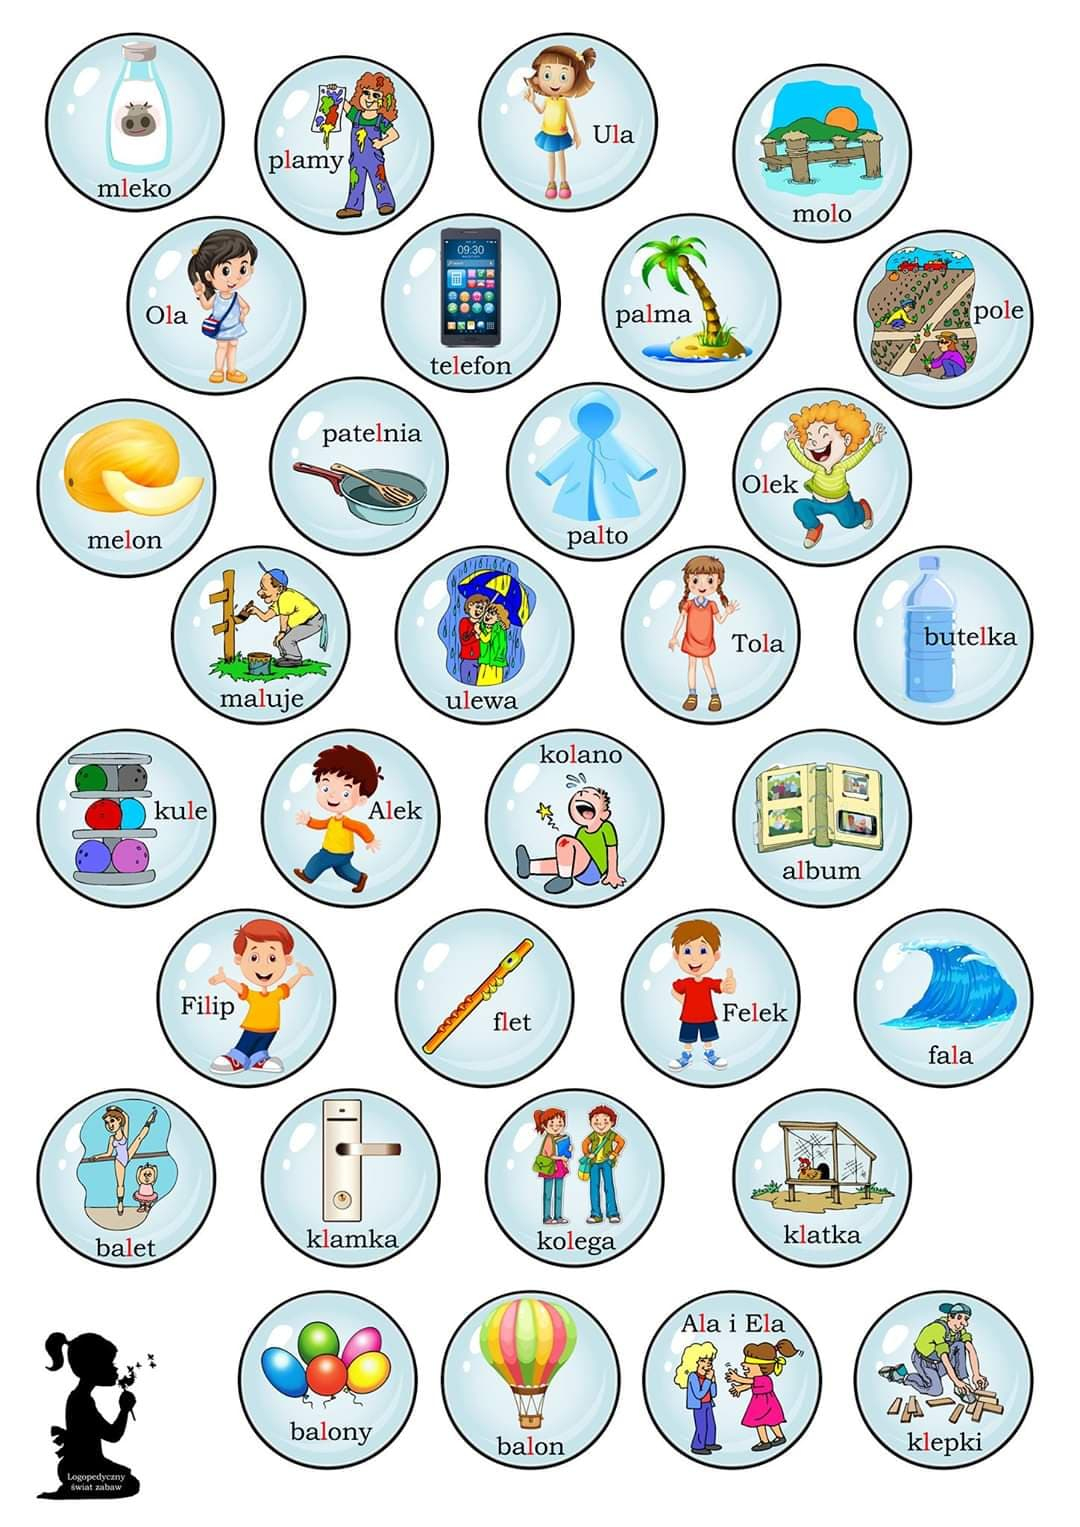 mleko
plamy
Ula
molo
Ola
09:30
telefon
palma
pole
melon
patelnia
palto
Olek
maluje
ulewa
Tola
butelka
kule
Alek
kolano
album
Filip
flet
Felek
fala
balet
klamka
kolega
klatka
balony
balon
Ala i Ela
klepki
Logopedyczny
świat zabaw